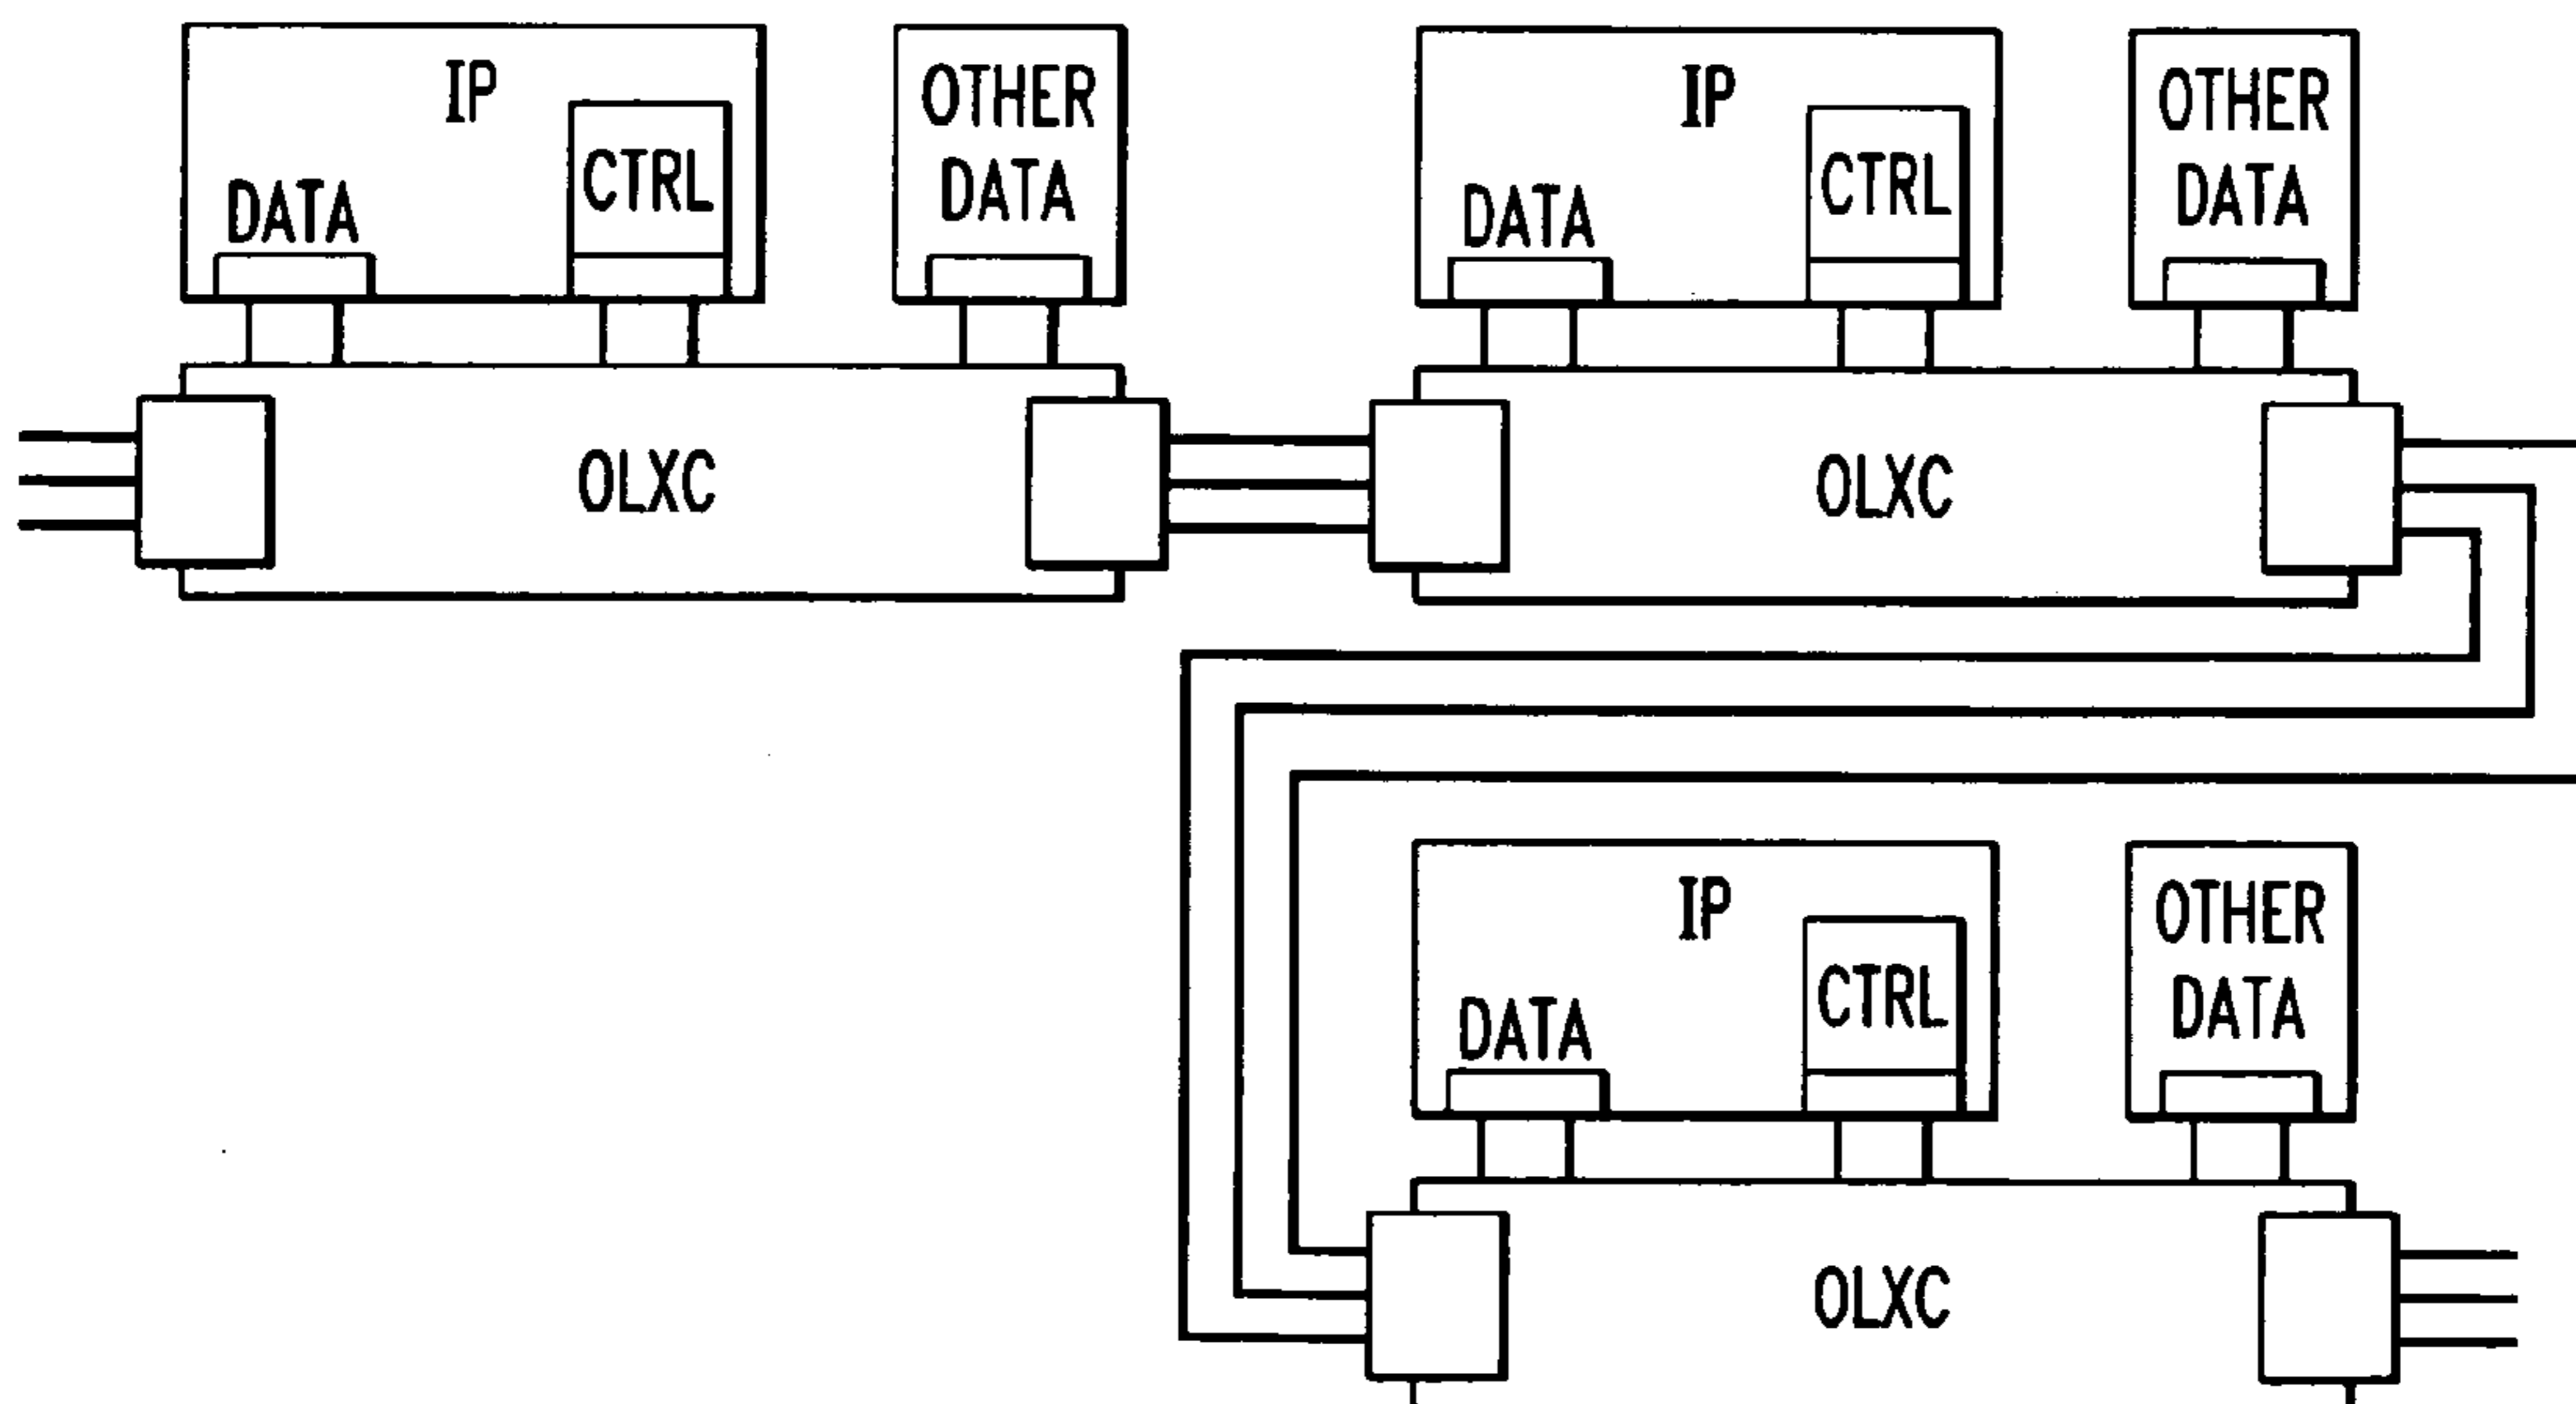 IP
CTRL
DATA
OTHER
DATA
OLXC
IP
CTRL
DATA
OTHER
DATA
OLXC
IP
CTRL
DATA
OTHER
DATA
OLXC